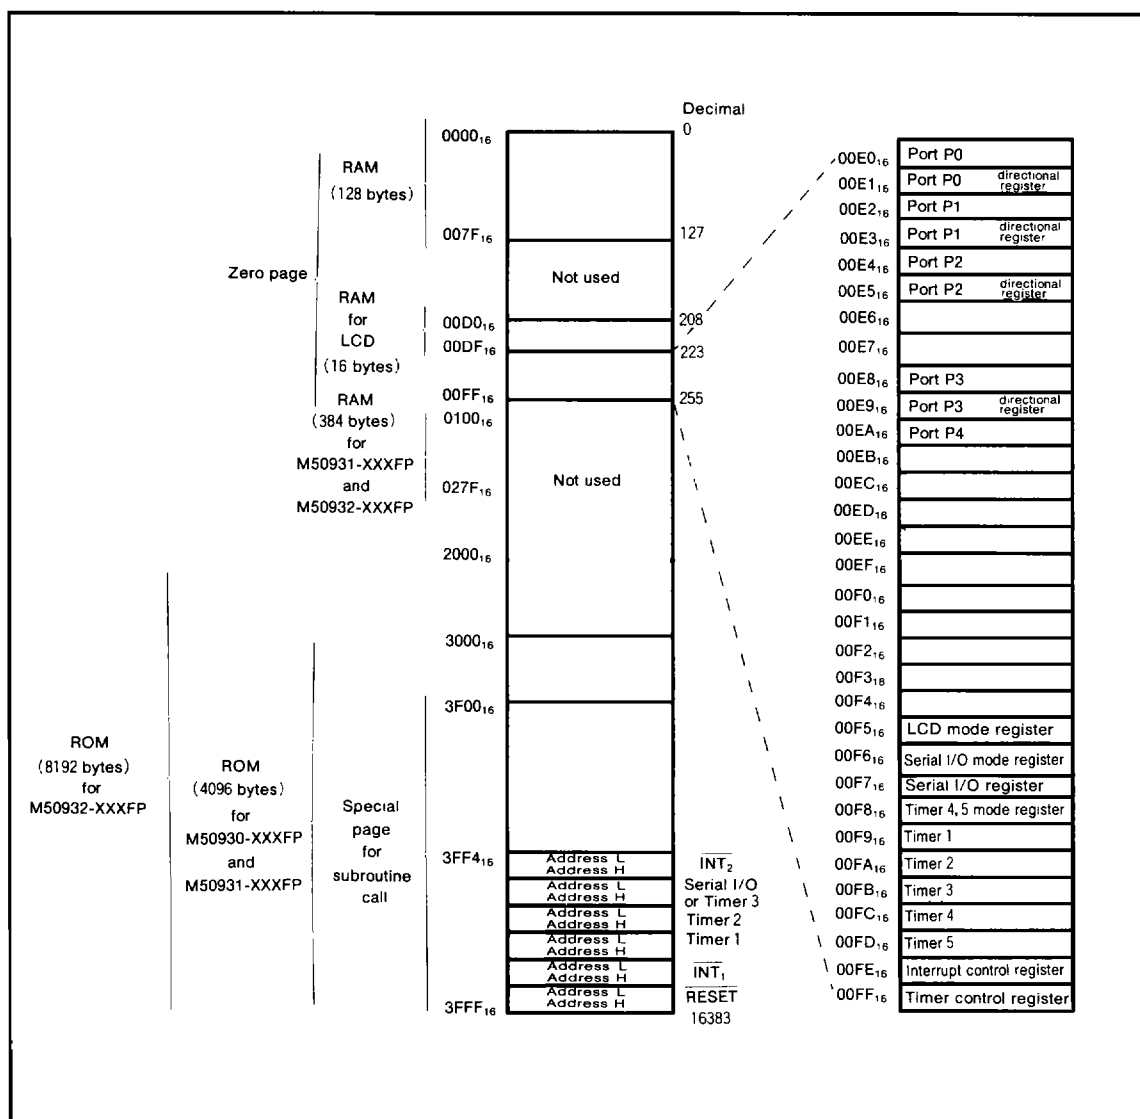 Decimal
0000₁₆
0
RAM
(128 bytes)
007F₁₆
127
Zero page
Not used
RAM
for
LCD
(16 bytes)
00D0₁₆
208
00DF₁₆
223
00FF₁₆
255
RAM
(384 bytes)
for
M50931-XXXFP
and
M50932-XXXFP
0100₁₆
027F₁₆
Not used
2000₁₆
3000₁₆
3F00₁₆
ROM
(8192 bytes)
for
M50932-XXXFP
ROM
(4096 bytes)
for
M50930-XXXFP
and
M50931-XXXFP
Special
page
for
subroutine
call
3FF4₁₆
Address L
Address H
INT₂
Address L
Address H
Serial I/O
or Timer 3
Address L
Address H
Timer 2
Address L
Address H
Timer 1
Address L
Address H
INT₁
Address L
Address H
RESET
3FFF₁₆
16383
00E0₁₆ Port P0
00E1₁₆ Port P0 directional
register
00E2₁₆ Port P1
00E3₁₆ Port P1 directional
register
00E4₁₆ Port P2
00E5₁₆ Port P2 directional
register
00E6₁₆
00E7₁₆
00E8₁₆ Port P3
00E9₁₆ Port P3 directional
register
00EA₁₆ Port P4
00EB₁₆
00EC₁₆
00ED₁₆
00EE₁₆
00EF₁₆
00F0₁₆
00F1₁₆
00F2₁₆
00F3₁₆
00F4₁₆
00F5₁₆ LCD mode register
00F6₁₆ Serial I/O mode register
00F7₁₆ Serial I/O register
00F8₁₆ Timer 4, 5 mode register
00F9₁₆ Timer 1
00FA₁₆ Timer 2
00FB₁₆ Timer 3
00FC₁₆ Timer 4
00FD₁₆ Timer 5
00FE₁₆ Interrupt control register
00FF₁₆ Timer control register